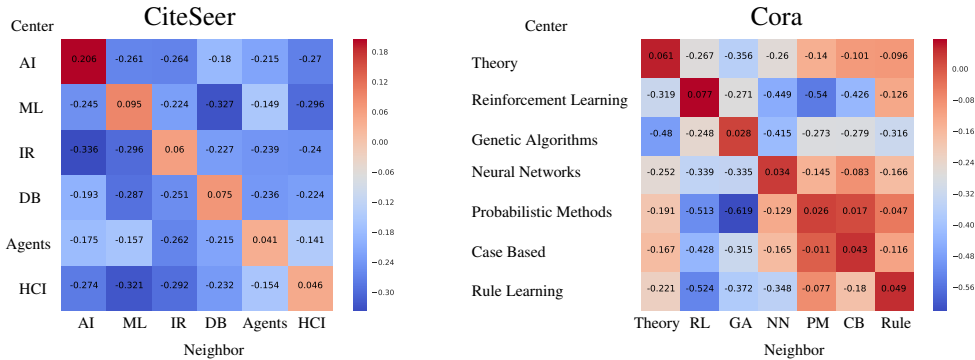 CiteSeer
Center
AI 0.206 -0.261 -0.264 -0.18 -0.215 -0.27
ML -0.245 0.095 -0.224 -0.327 -0.149 -0.296
IR -0.336 -0.296 0.06 -0.227 -0.239 -0.24
DB -0.193 -0.287 -0.251 0.075 -0.236 -0.224
Agents -0.175 -0.157 -0.262 -0.215 0.041 -0.141
HCI -0.274 -0.321 -0.292 -0.232 -0.154 0.046
AI ML IR DB Agents HCI
Neighbor
0.18
0.12
0.06
0.00
-0.06
-0.12
-0.18
-0.24
-0.30
Cora
Center
Theory 0.061 -0.267 -0.356 -0.26 -0.14 -0.101 -0.096
Reinforcement Learning -0.319 0.077 -0.271 -0.449 -0.54 -0.426 -0.126
Genetic Algorithms -0.48 -0.248 0.028 -0.415 -0.273 -0.279 -0.316
Neural Networks -0.252 -0.339 -0.335 0.034 -0.145 -0.083 -0.166
Probabilistic Methods -0.191 -0.513 -0.619 -0.129 0.026 0.017 -0.047
Case Based -0.167 -0.428 -0.315 -0.165 -0.011 0.043 -0.116
Rule Learning -0.221 -0.524 -0.372 -0.348 -0.077 -0.18 0.049
Theory RL GA NN PM CB Rule
Neighbor
0.00
-0.08
-0.16
-0.24
-0.32
-0.40
-0.48
-0.56